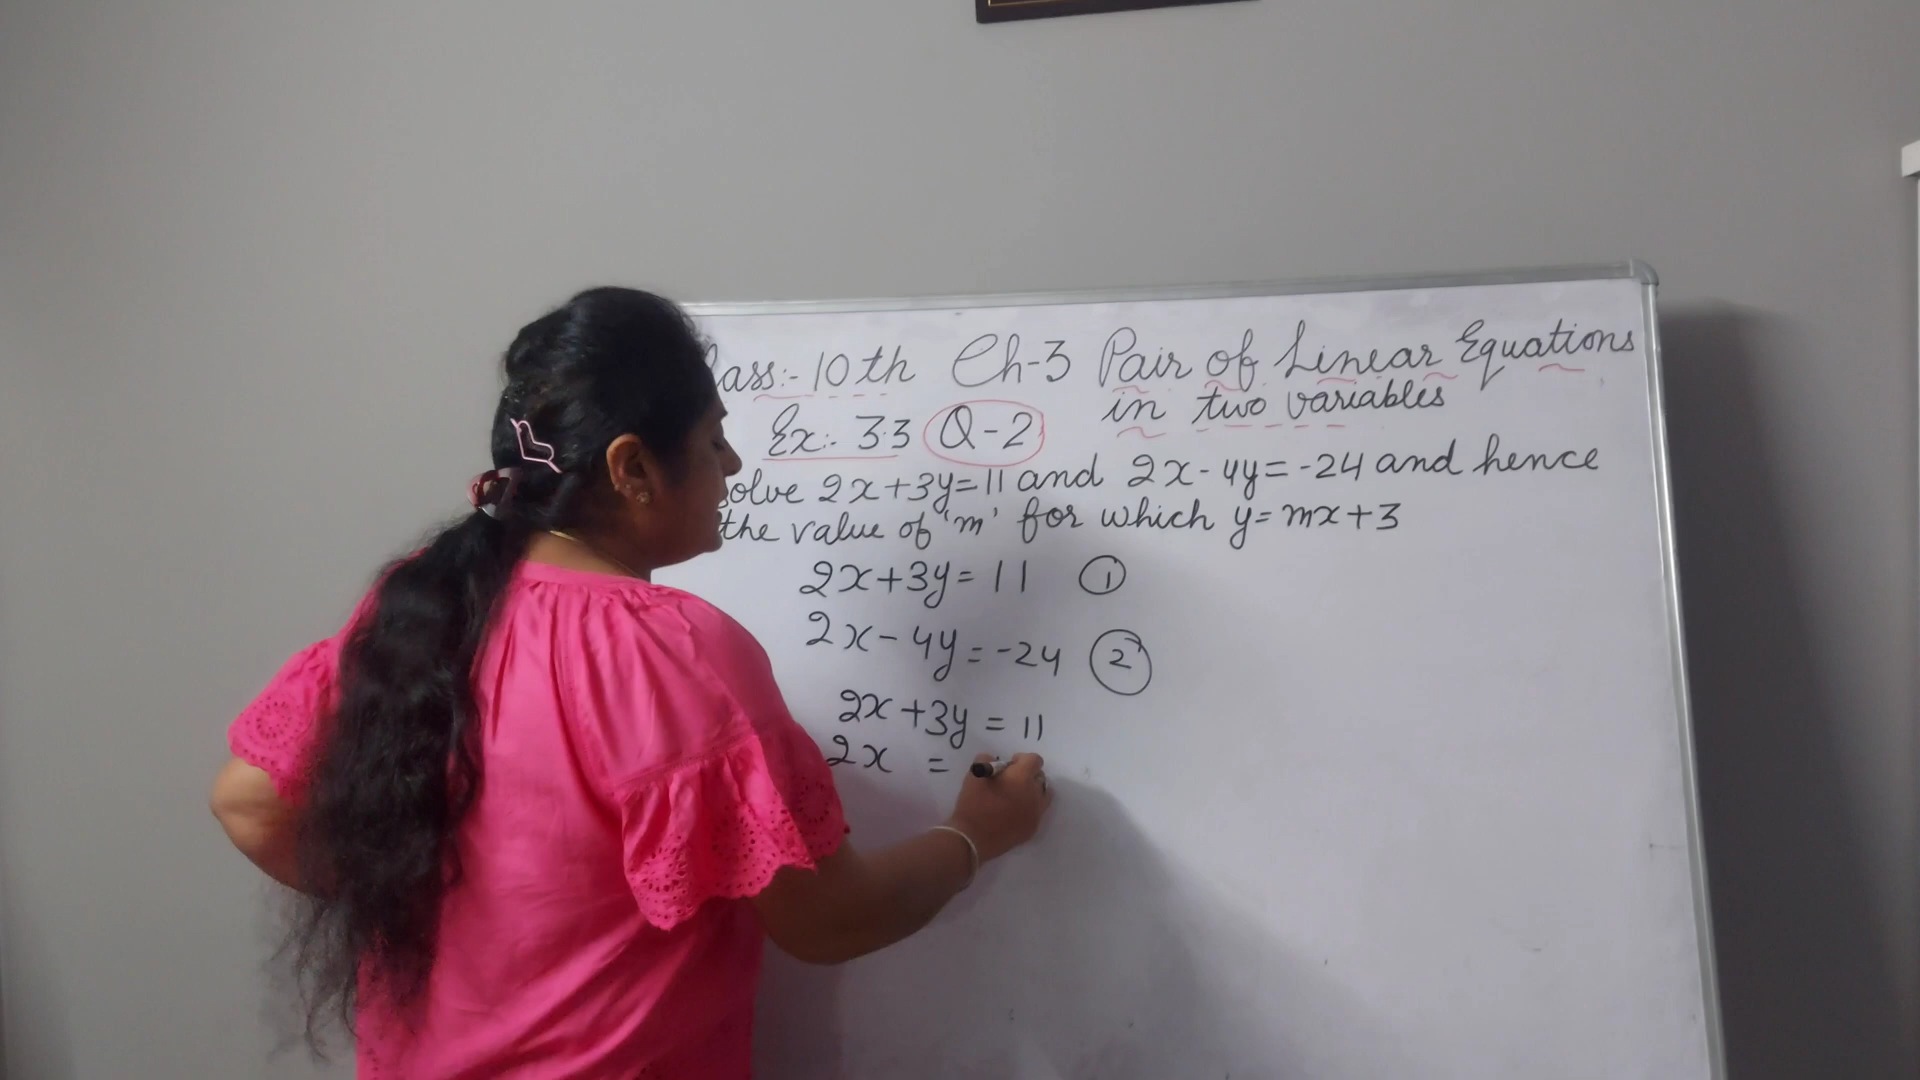 ass:- 10th Ch-3 Pair of Linear Equations
in two variables
Ex:- 3.3 Q-2
solve 2x+3y=11 and 2x-4y=-24 and hence
the value of 'm' for which y=mx+3
2x+3y=11 1
2x-4y=-24 2
2x+3y=11
2x =